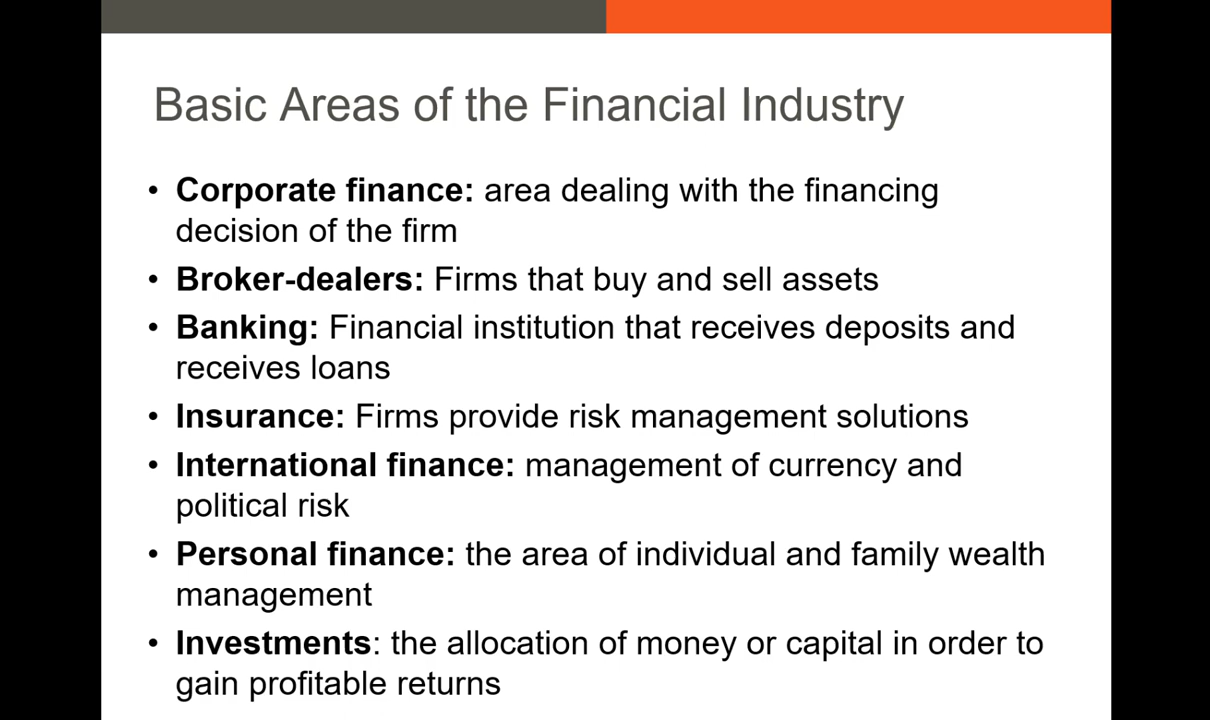 Basic Areas of the Financial Industry
• Corporate finance: area dealing with the financing
decision of the firm
• Broker-dealers: Firms that buy and sell assets
• Banking: Financial institution that receives deposits and
receives loans
• Insurance: Firms provide risk management solutions
• International finance: management of currency and
political risk
• Personal finance: the area of individual and family wealth
management
• Investments: the allocation of money or capital in order to
gain profitable returns